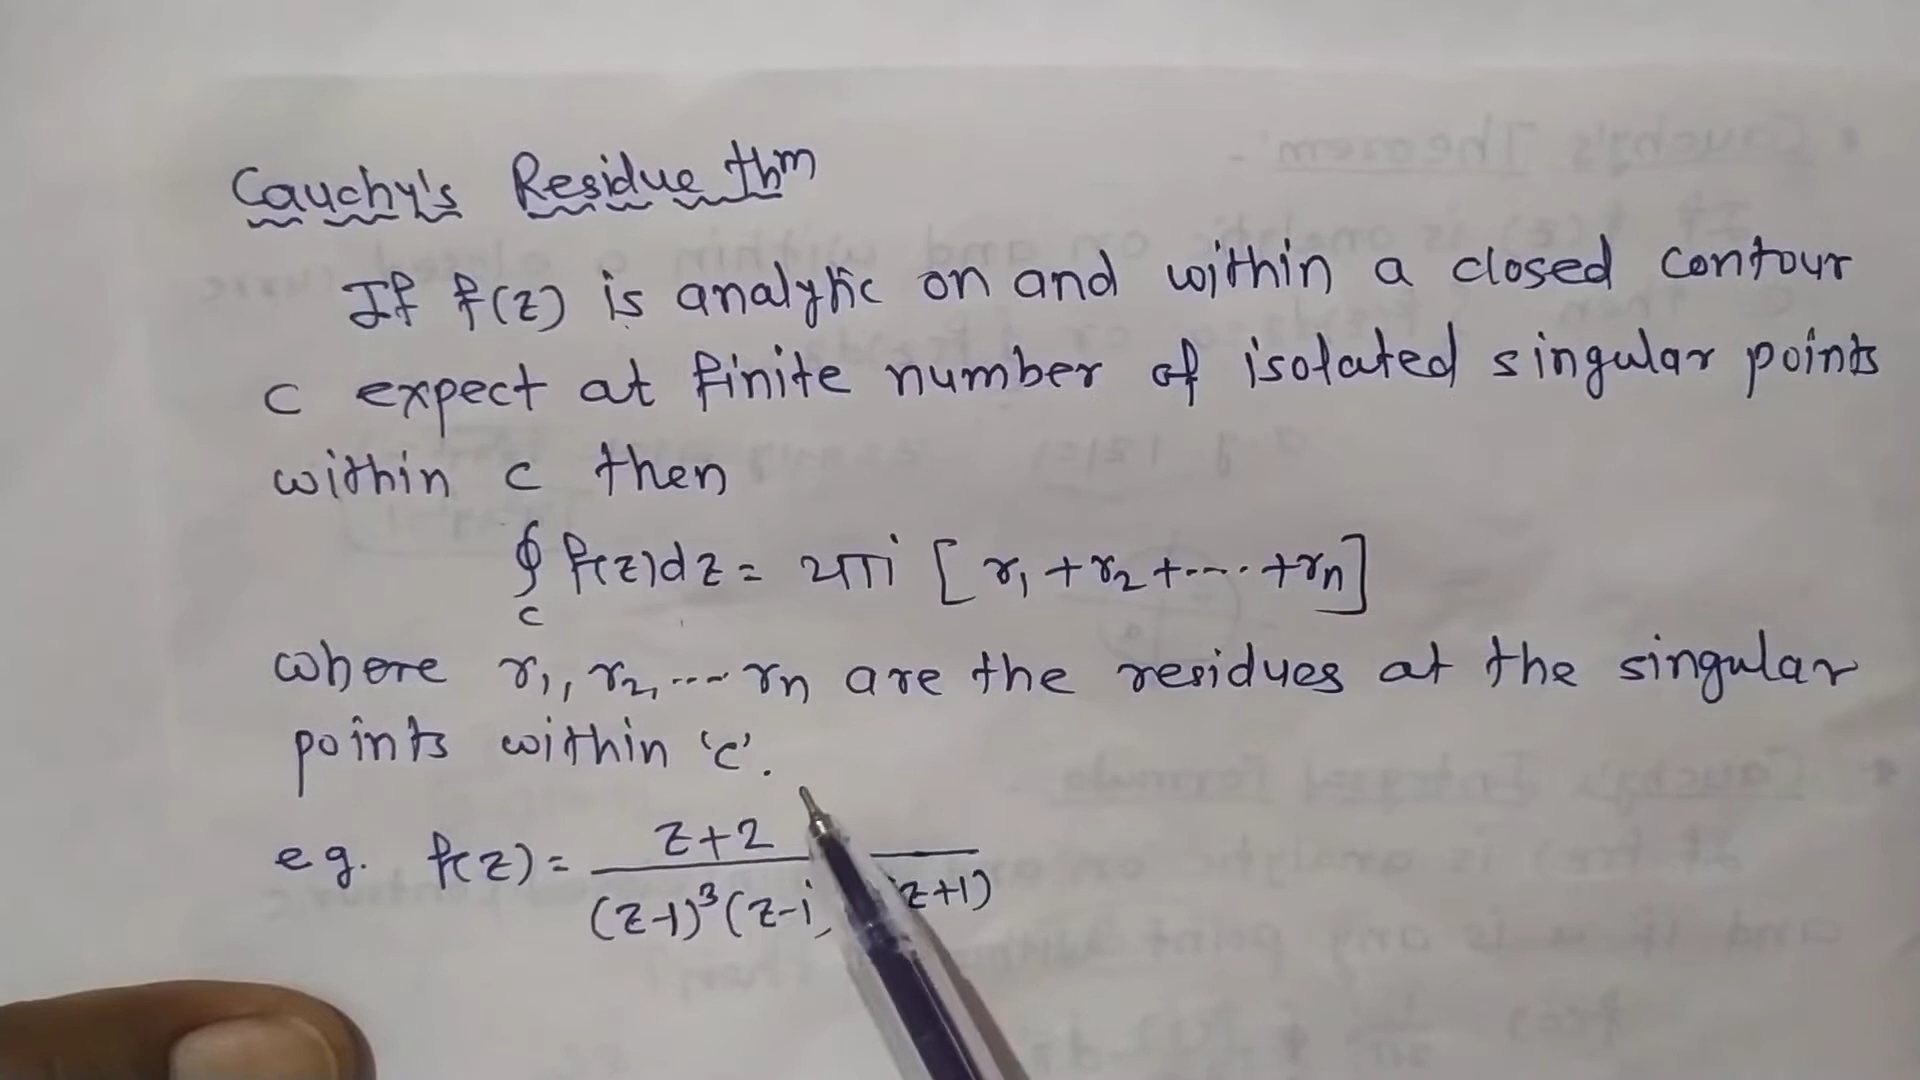 Cauchy's Residue thm
If f(z) is analytic on and within a closed contour
c expect at finite number of isolated singular points
within c then
∮c f(z)dz = 2πi [r1 + r2 + .... + rn]
where r1, r2, .... rn are the residues at the singular
points within 'c'.
eg. f(z) = z+2 / (z-1)³(z-i z+1)